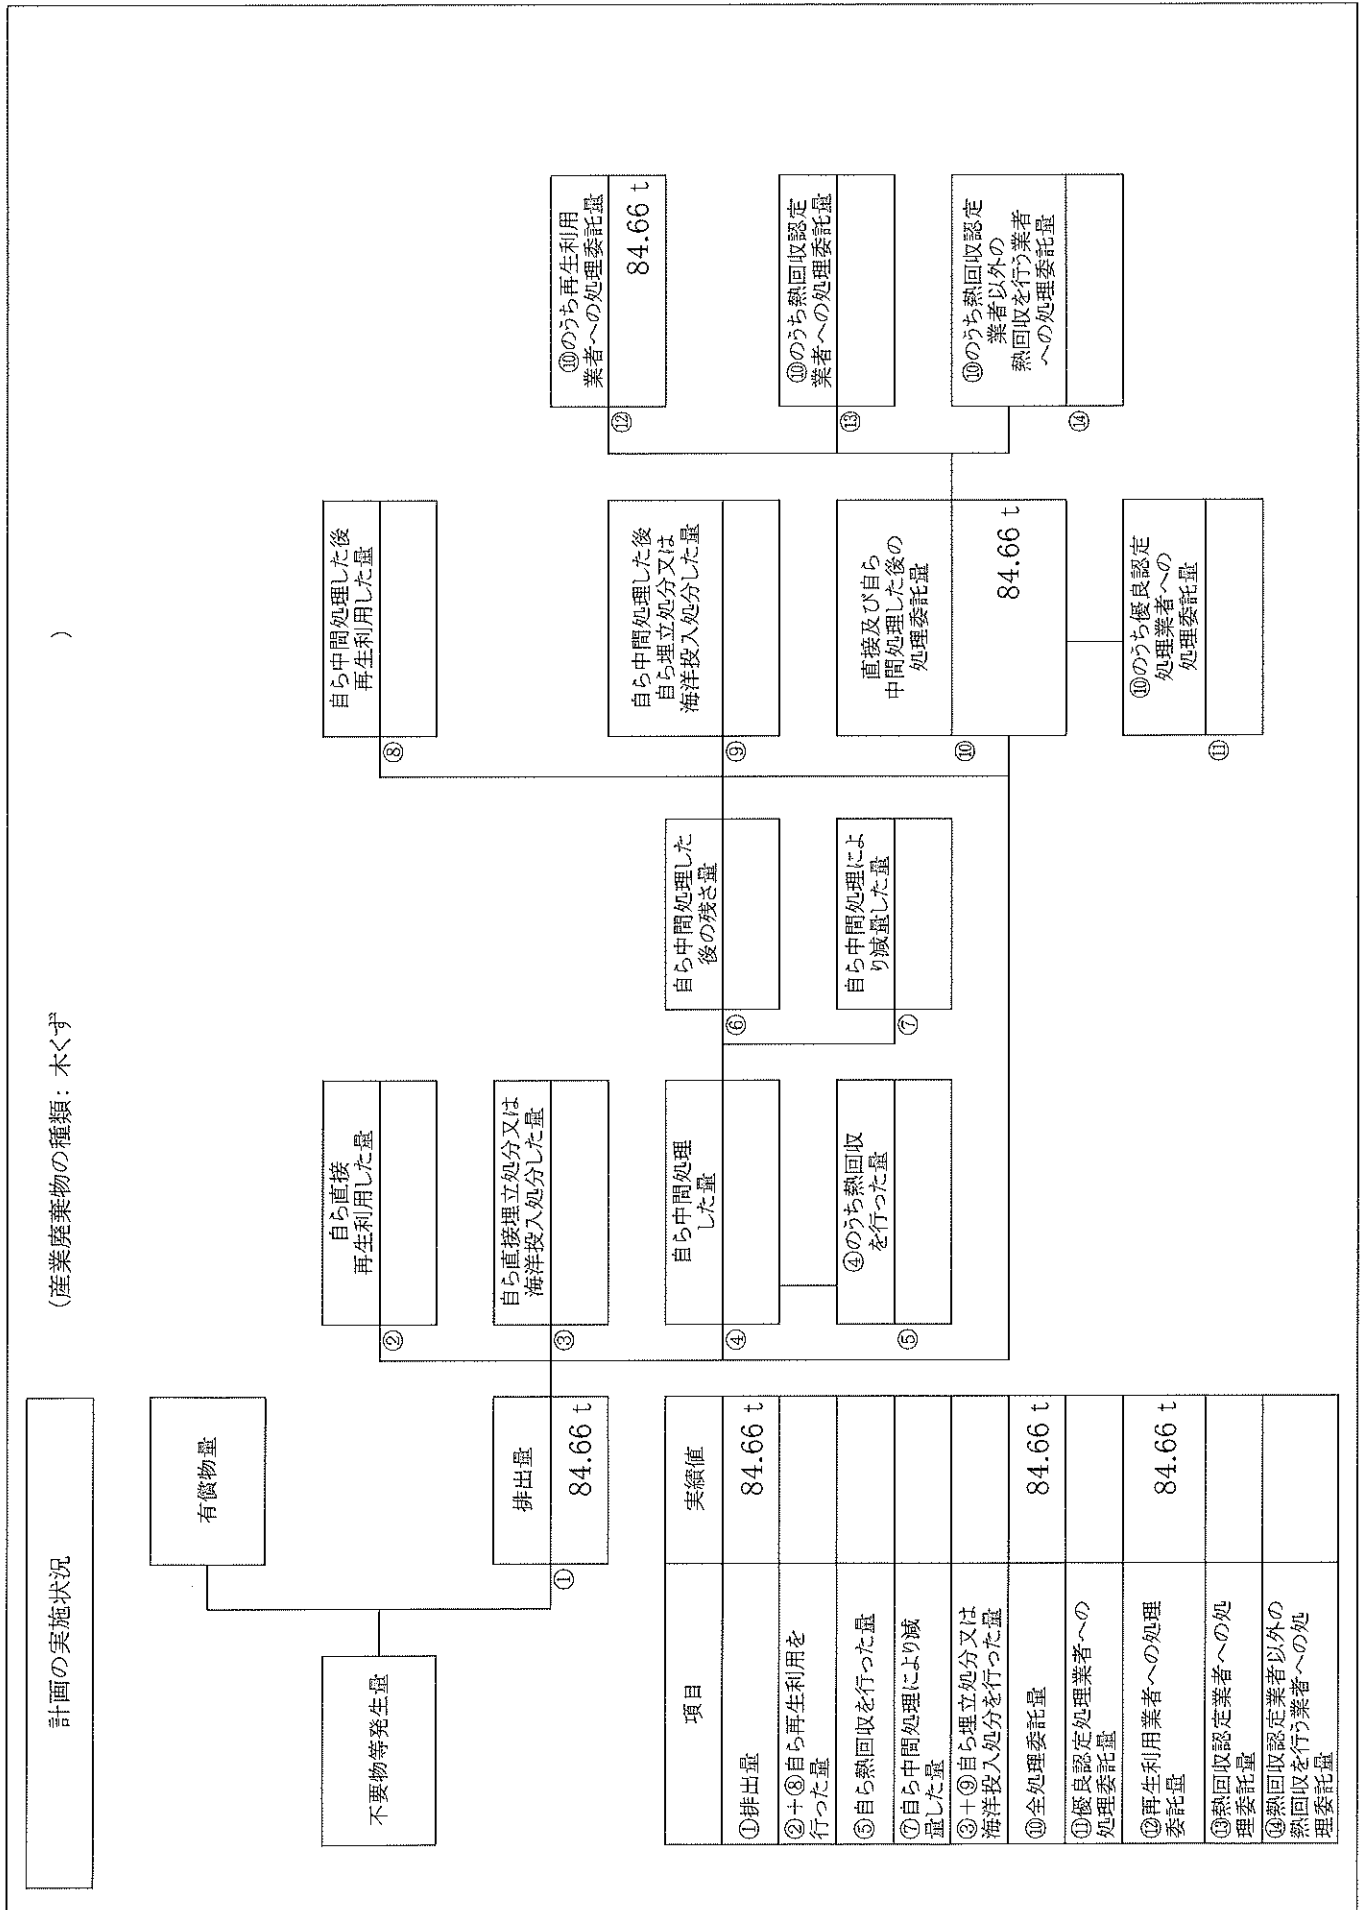 計画の実施状況
(産業廃棄物の種類: 木くず )
不要物等発生量
有償物量
排出量
① 84.66 t
自ら直接
再生利用した量
②
自ら直接埋立処分又は
海洋投入処分した量
③
自ら中間処理
した量
④
④のうち熱回収
を行った量
⑤
自ら中間処理した
後の残さ量
⑥
自ら中間処理によ
り減量した量
⑦
自ら中間処理した後
再生利用した量
⑧
自ら中間処理した後
自ら埋立処分又は
海洋投入処分した量
⑨
直接及び自ら
中間処理した後の
処理委託量
⑩ 84.66 t
⑩のうち優良認定
処理業者への
処理委託量
⑪
⑩のうち再生利用
業者への処理委託量
⑫ 84.66 t
⑩のうち熱回収認定
業者への処理委託量
⑬
⑩のうち熱回収認定
業者以外の
熱回収を行う業者
への処理委託量
⑭
項目 実績値
①排出量 84.66 t
②+⑧自ら再生利用を
行った量
⑤自ら熱回収を行った量
⑦自ら中間処理により減
量した量
③+⑨自ら埋立処分又は
海洋投入処分を行った量
⑩全処理委託量 84.66 t
⑪優良認定処理業者への
処理委託量
⑫再生利用業者への処理
委託量 84.66 t
⑬熱回収認定業者への処
理委託量
⑭熱回収認定業者以外の
熱回収を行う業者への処
理委託量